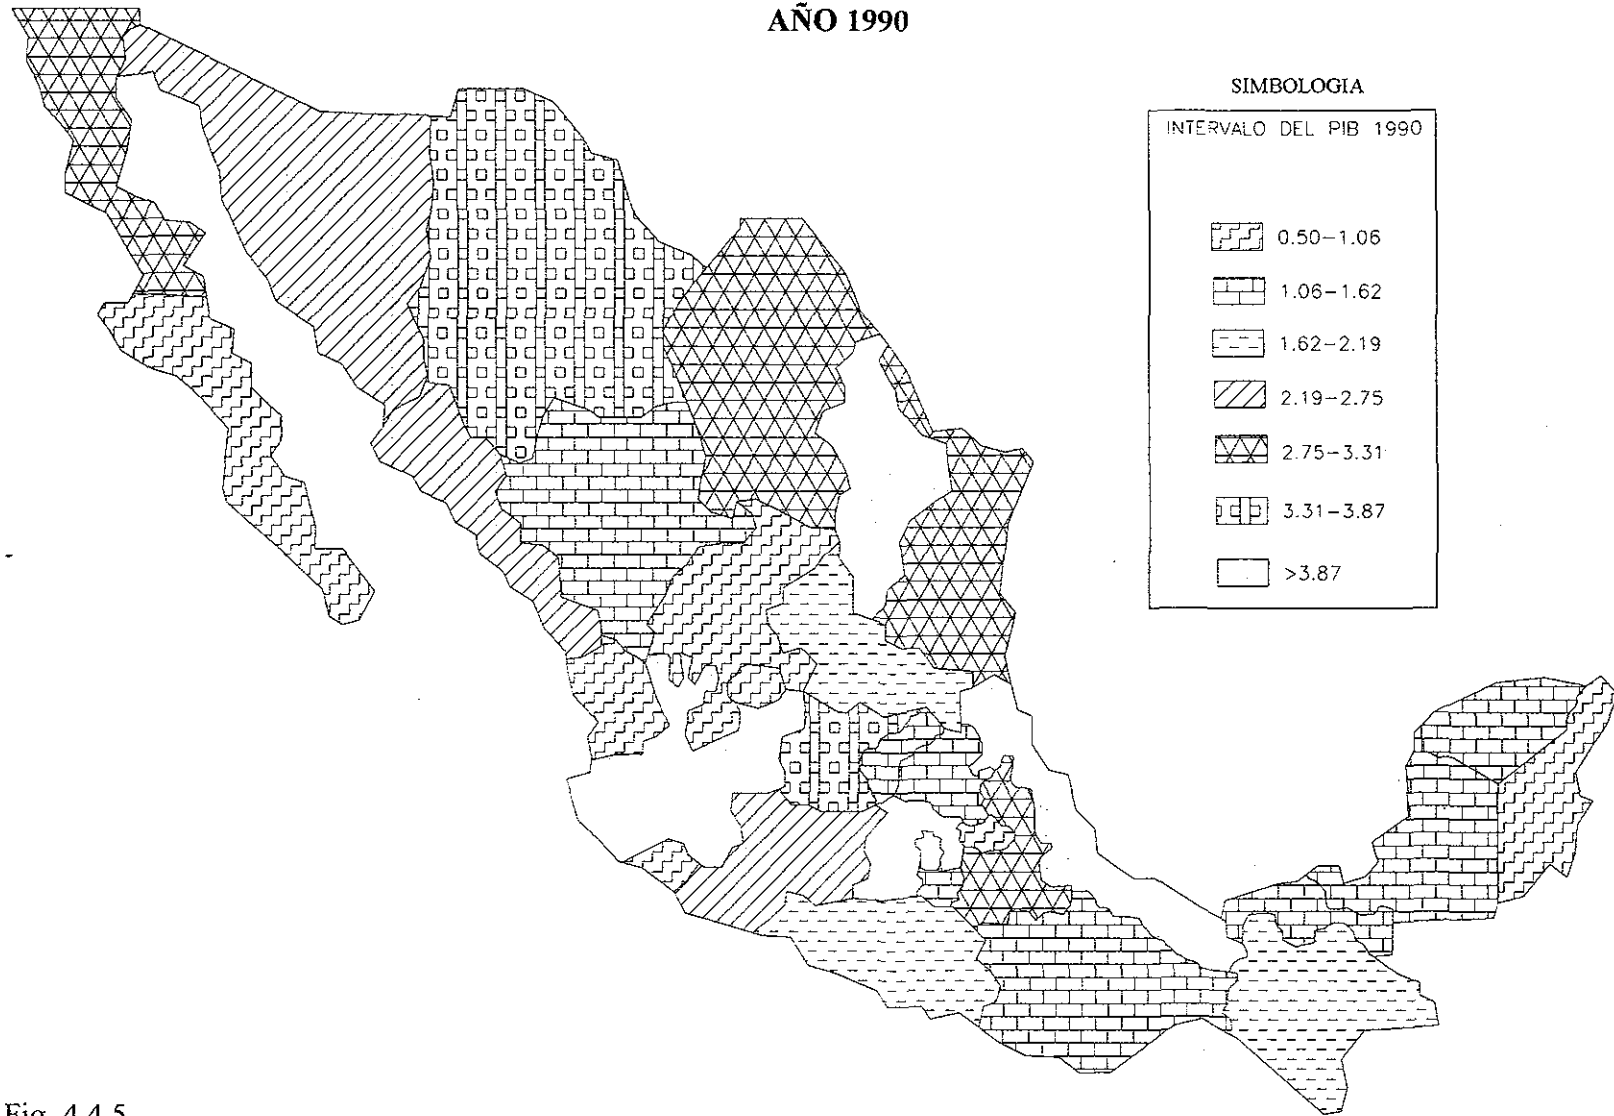 AÑO 1990
SIMBOLOGIA
INTERVALO DEL PIB 1990
0.50-1.06
1.06-1.62
1.62-2.19
2.19-2.75
2.75-3.31
3.31-3.87
>3.87
Fig. 4.4.5